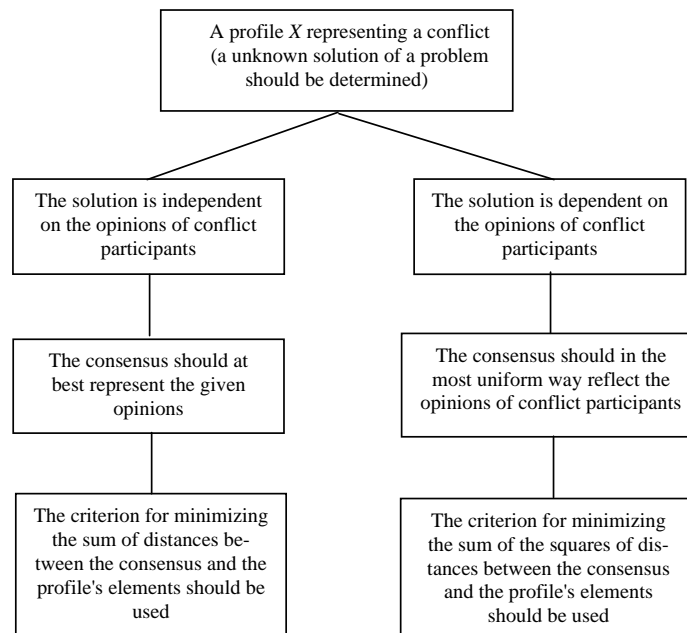 A profile X representing a conflict
(a unknown solution of a problem
should be determined)
The solution is independent
on the opinions of conflict
participants
The solution is dependent on
the opinions of conflict
participants
The consensus should at
best represent the given
opinions
The consensus should in the
most uniform way reflect the
opinions of conflict participants
The criterion for minimizing
the sum of distances be-
tween the consensus and the
profile's elements should be
used
The criterion for minimizing
the sum of the squares of dis-
tances between the consensus
and the profile's elements
should be used